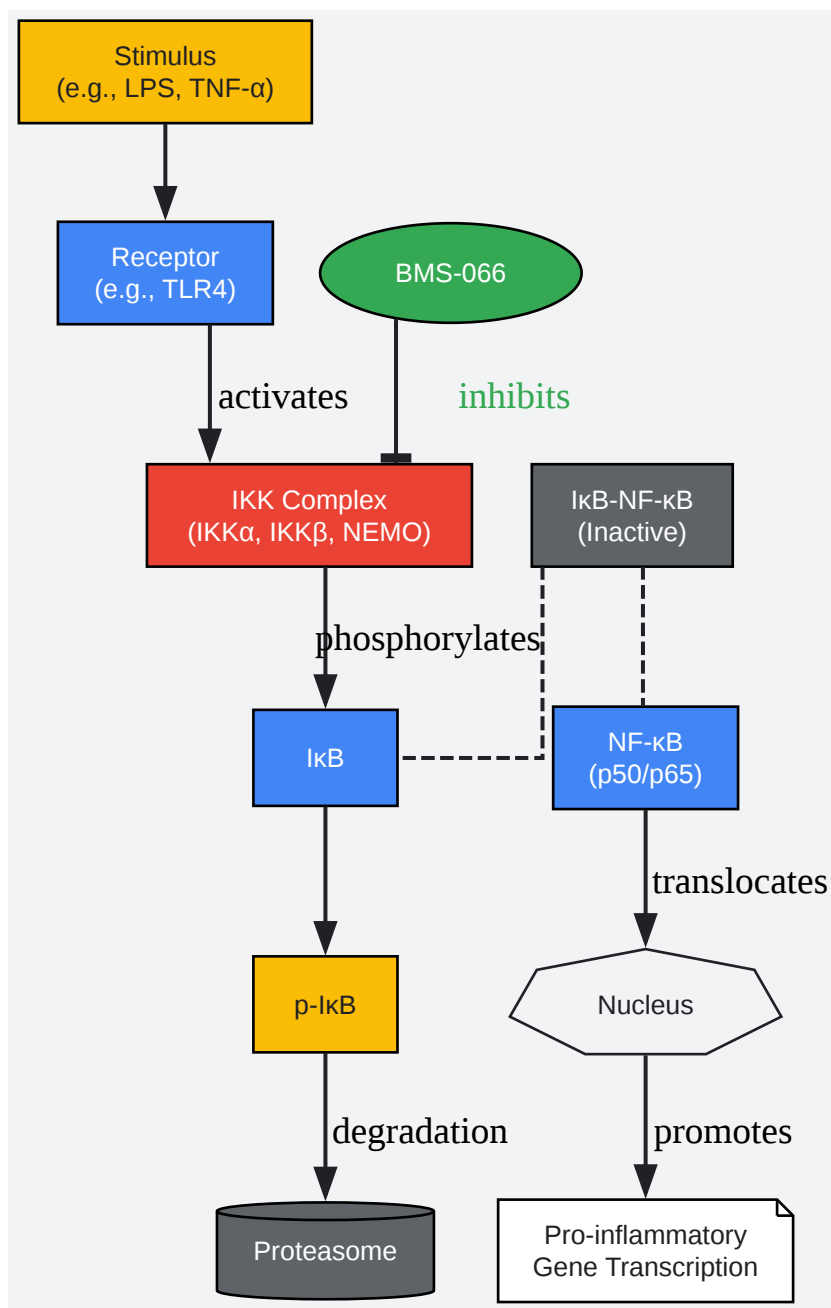 Stimulus
(e.g., LPS, TNF-α)
Receptor
(e.g., TLR4)
BMS-066
activates
inhibits
IKK Complex
(IKKα, IKKβ, NEMO)
IκB-NF-κB
(Inactive)
phosphorylates
IκB
NF-κB
(p50/p65)
translocates
p-IκB
Nucleus
degradation
promotes
Proteasome
Pro-inflammatory
Gene Transcription